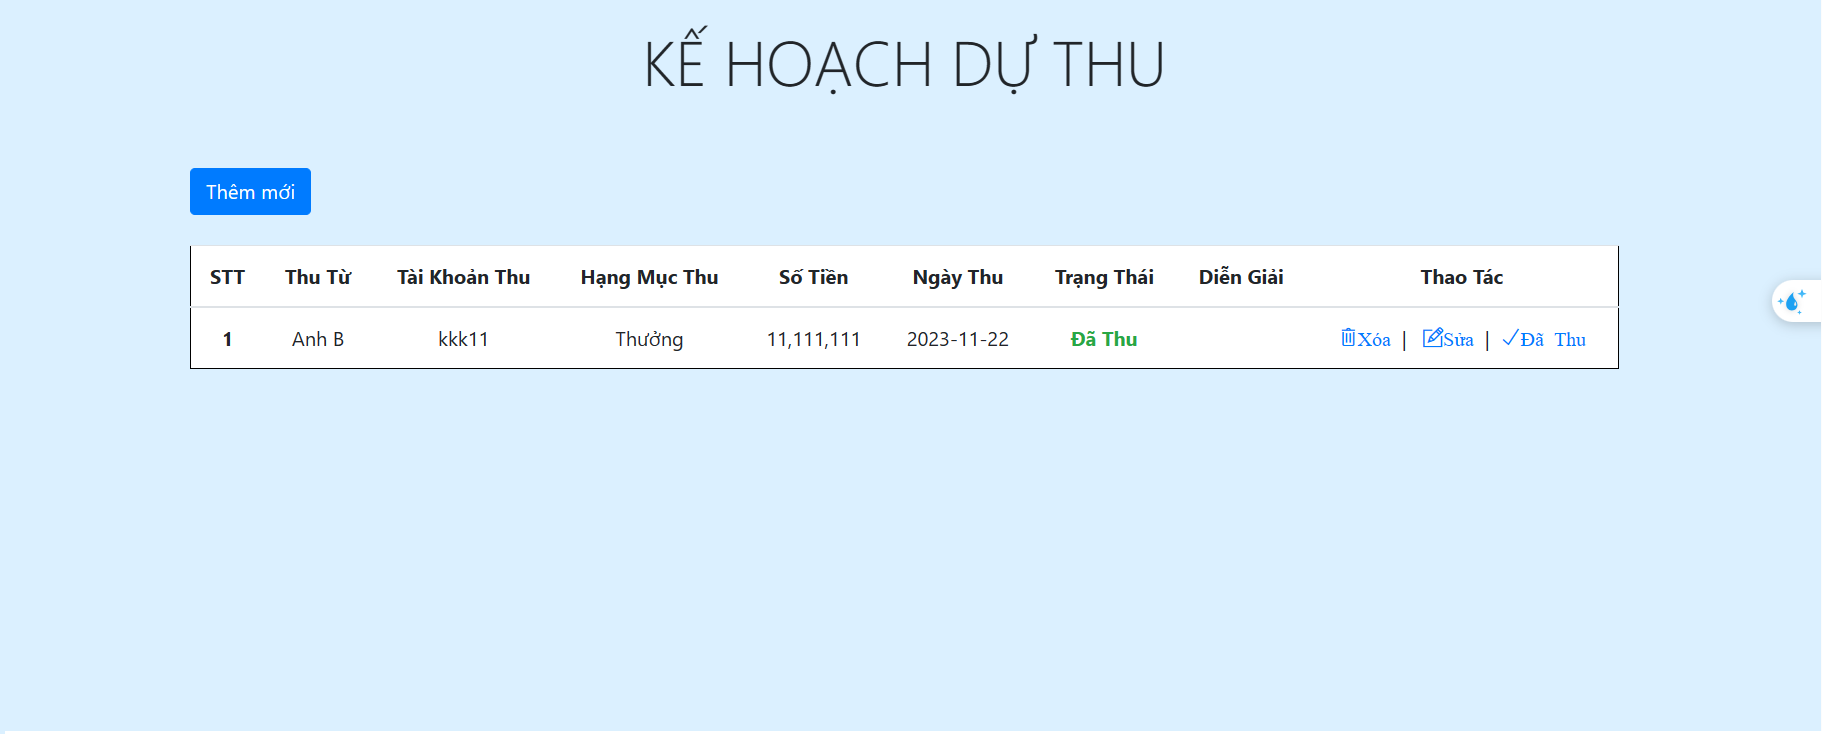 KẾ HOẠCH DỰ THU
Thêm mới
STT Thu Từ Tài Khoản Thu Hạng Mục Thu Số Tiền Ngày Thu Trạng Thái Diễn Giải Thao Tác
1 Anh B kkk11 Thưởng 11,111,111 2023-11-22 Đã Thu Xóa | Sửa | Đã Thu